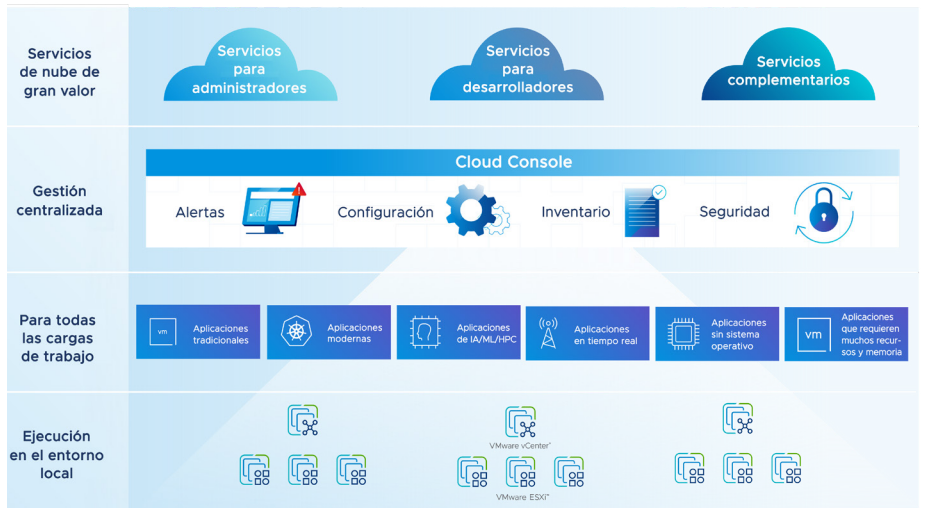 Servicios
de nube de
gran valor
Servicios
para
administradores
Servicios
para
desarrolladores
Servicios
complementarios
Gestión
centralizada
Cloud Console
Alertas
Configuración
Inventario
Seguridad
Para todas
las cargas
de trabajo
vm
Aplicaciones
tradicionales
Aplicaciones
modernas
Aplicaciones
de IA/ML/HPC
Aplicaciones
en tiempo real
Aplicaciones
sin sistema
operativo
vm
Aplicaciones
que requieren
muchos recur-
sos y memoria
Ejecución
en el entorno
local
VMware vCenter™
VMware ESXi™